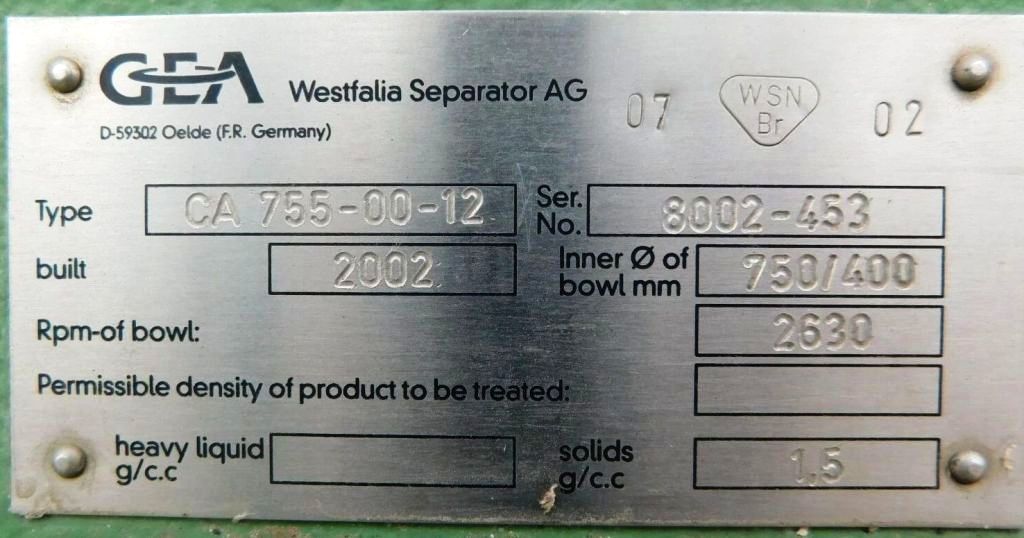 GEA Westfalia Separator AG 07 WSN Br 02
D-59302 Oelde (F.R. Germany)
Type CA 755-00-12 Ser. No. 8002-453
built 2002 Inner Ø of bowl mm 750/400
Rpm-of bowl: 2630
Permissible density of product to be treated:
heavy liquid g/c.c solids g/c.c 1,5